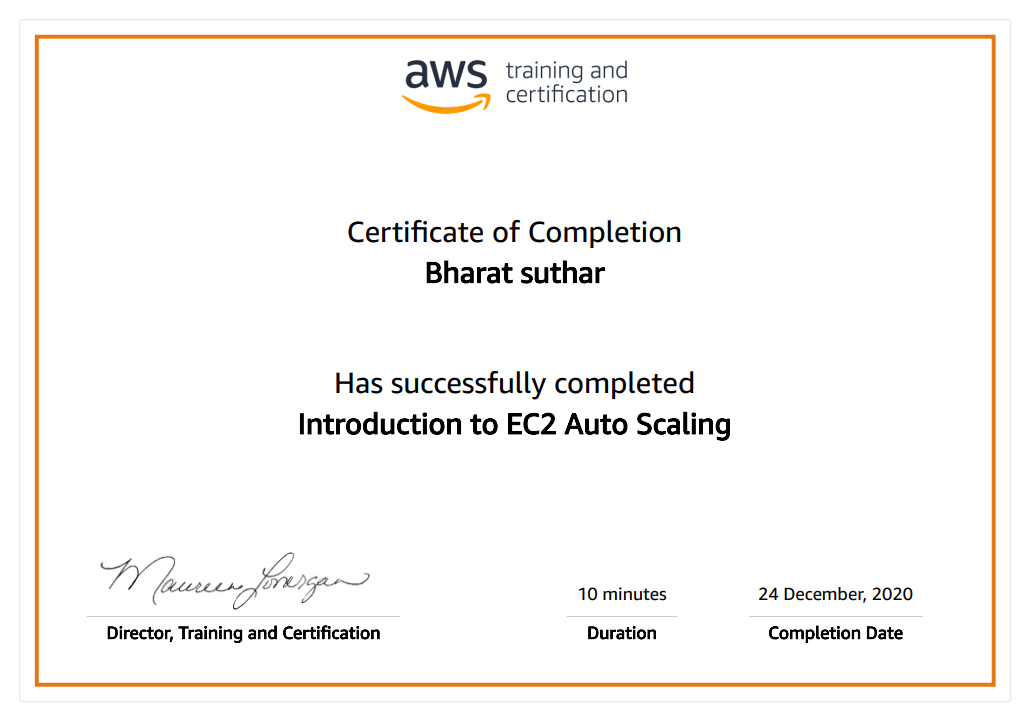 aws training and
certification
Certificate of Completion
Bharat suthar
Has successfully completed
Introduction to EC2 Auto Scaling
Maureen Lonergan
10 minutes
24 December, 2020
Director, Training and Certification
Duration
Completion Date